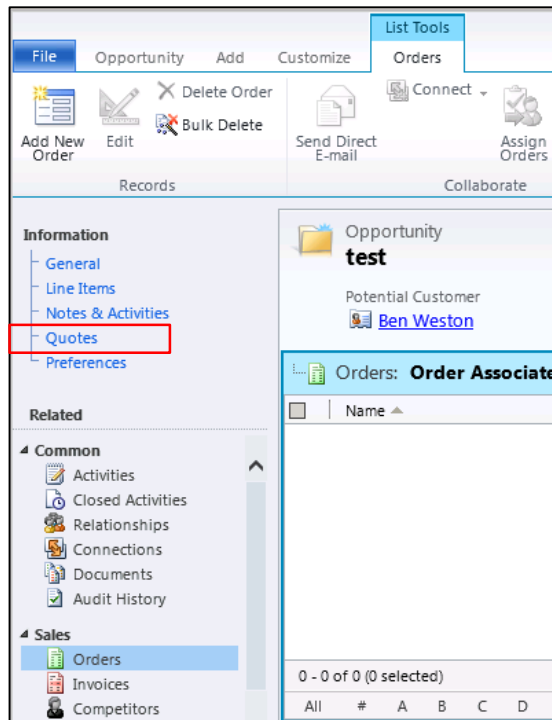 List Tools
File Opportunity Add Customize Orders
Add New Order
Edit
Delete Order
Bulk Delete
Records
Send Direct E-mail
Connect
Assign Orders
Collaborate
Information
General
Line Items
Notes & Activities
Quotes
Preferences
Related
Common
Activities
Closed Activities
Relationships
Connections
Documents
Audit History
Sales
Orders
Invoices
Competitors
Opportunity
test
Potential Customer
Ben Weston
Orders: Order Associate
Name
0 - 0 of 0 (0 selected)
All # A B C D